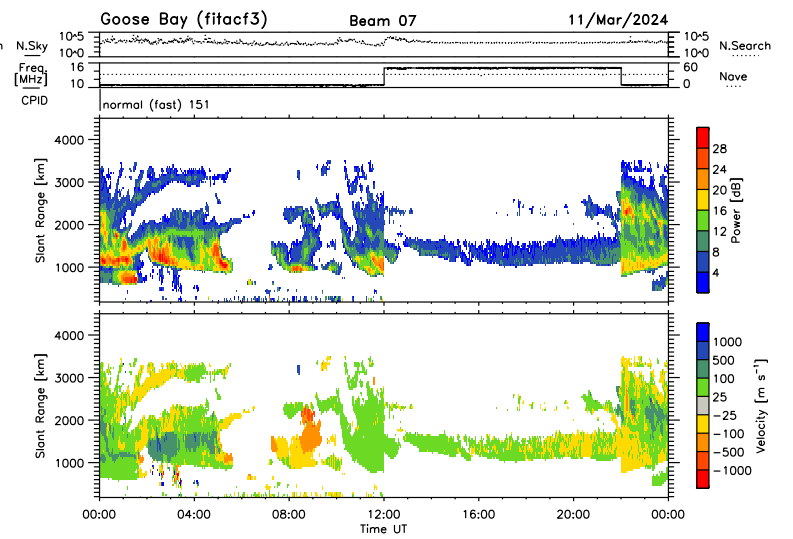 Goose Bay (fitacf3) Beam 07 11/Mar/2024
n N.Sky 10^5 10^0 10^5 10^0 N.Search
Freq. [MHz] 16 10 60 0 Nave
CPID normal (fast) 151
Slant Range [km] 4000 3000 2000 1000
28 24 20 16 12 8 4 Power [dB]
Slant Range [km] 4000 3000 2000 1000
1000 500 100 25 −25 −100 −500 −1000 Velocity [m s⁻¹]
00:00 04:00 08:00 12:00 16:00 20:00 00:00
Time UT